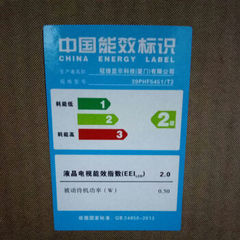 中国能效标识
CHINA ENERGY LABEL
生产者名称 冠捷显示科技(厦门)有限公司
规格型号 39PHF5451/T3
耗能低
1
2
2级
耗能高
3
液晶电视能效指数(EEI LCD) 2.0
被动待机功率(W) 0.50
依据国家标准 GB 24850-2013